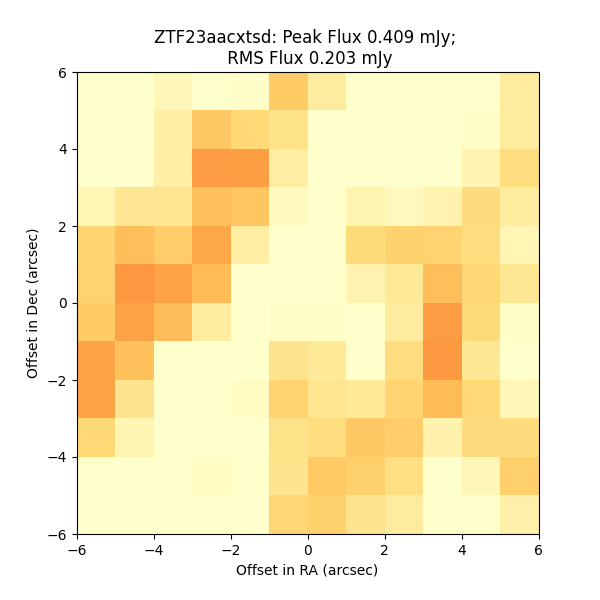 ZTF23aacxtsd: Peak Flux 0.409 mJy;
RMS Flux 0.203 mJy
6
4
2
0
−2
−4
−6
Offset in Dec (arcsec)
−6 −4 −2 0 2 4 6
Offset in RA (arcsec)